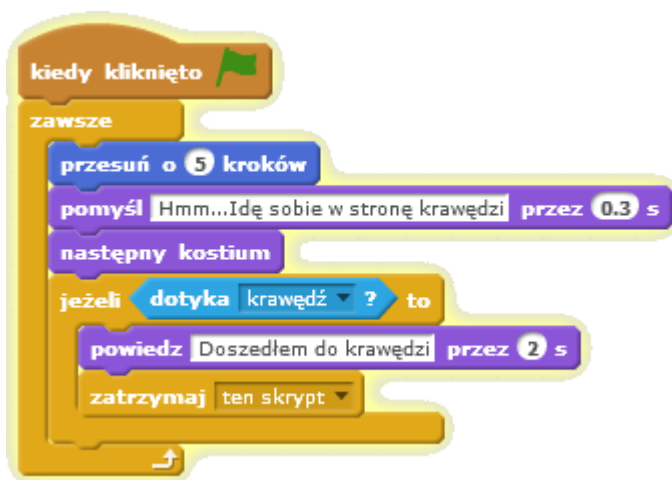 kiedy kliknięto
zawsze
przesuń o 5 kroków
pomyśl Hmm...Idę sobie w stronę krawędzi przez 0.3 s
następny kostium
jeżeli dotyka krawędź ? to
powiedz Doszedłem do krawędzi przez 2 s
zatrzymaj ten skrypt